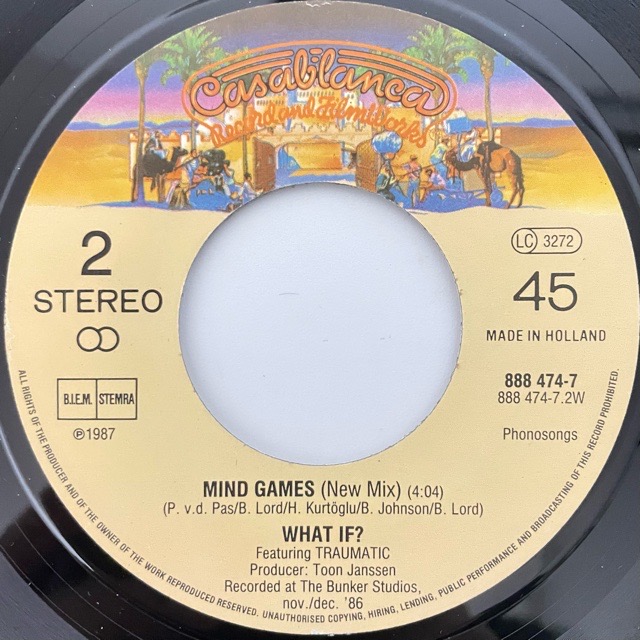 Casablanca
Record and FilmWorks
2
STEREO
LC 3272
45
MADE IN HOLLAND
B.I.E.M. STEMRA
℗1987
888 474-7
888 474-7.2W
Phonosongs
MIND GAMES (New Mix) (4:04)
(P. v.d. Pas/B. Lord/H. Kurtöglu/B. Johnson/B. Lord)
WHAT IF?
Featuring TRAUMATIC
Producer: Toon Janssen
Recorded at The Bunker Studios,
nov./dec. '86
ALL RIGHTS OF THE PRODUCER AND OF THE OWNER OF THE WORK REPRODUCED RESERVED. UNAUTHORISED COPYING, HIRING, LENDING, PUBLIC PERFORMANCE AND BROADCASTING OF THIS RECORD PROHIBITED.